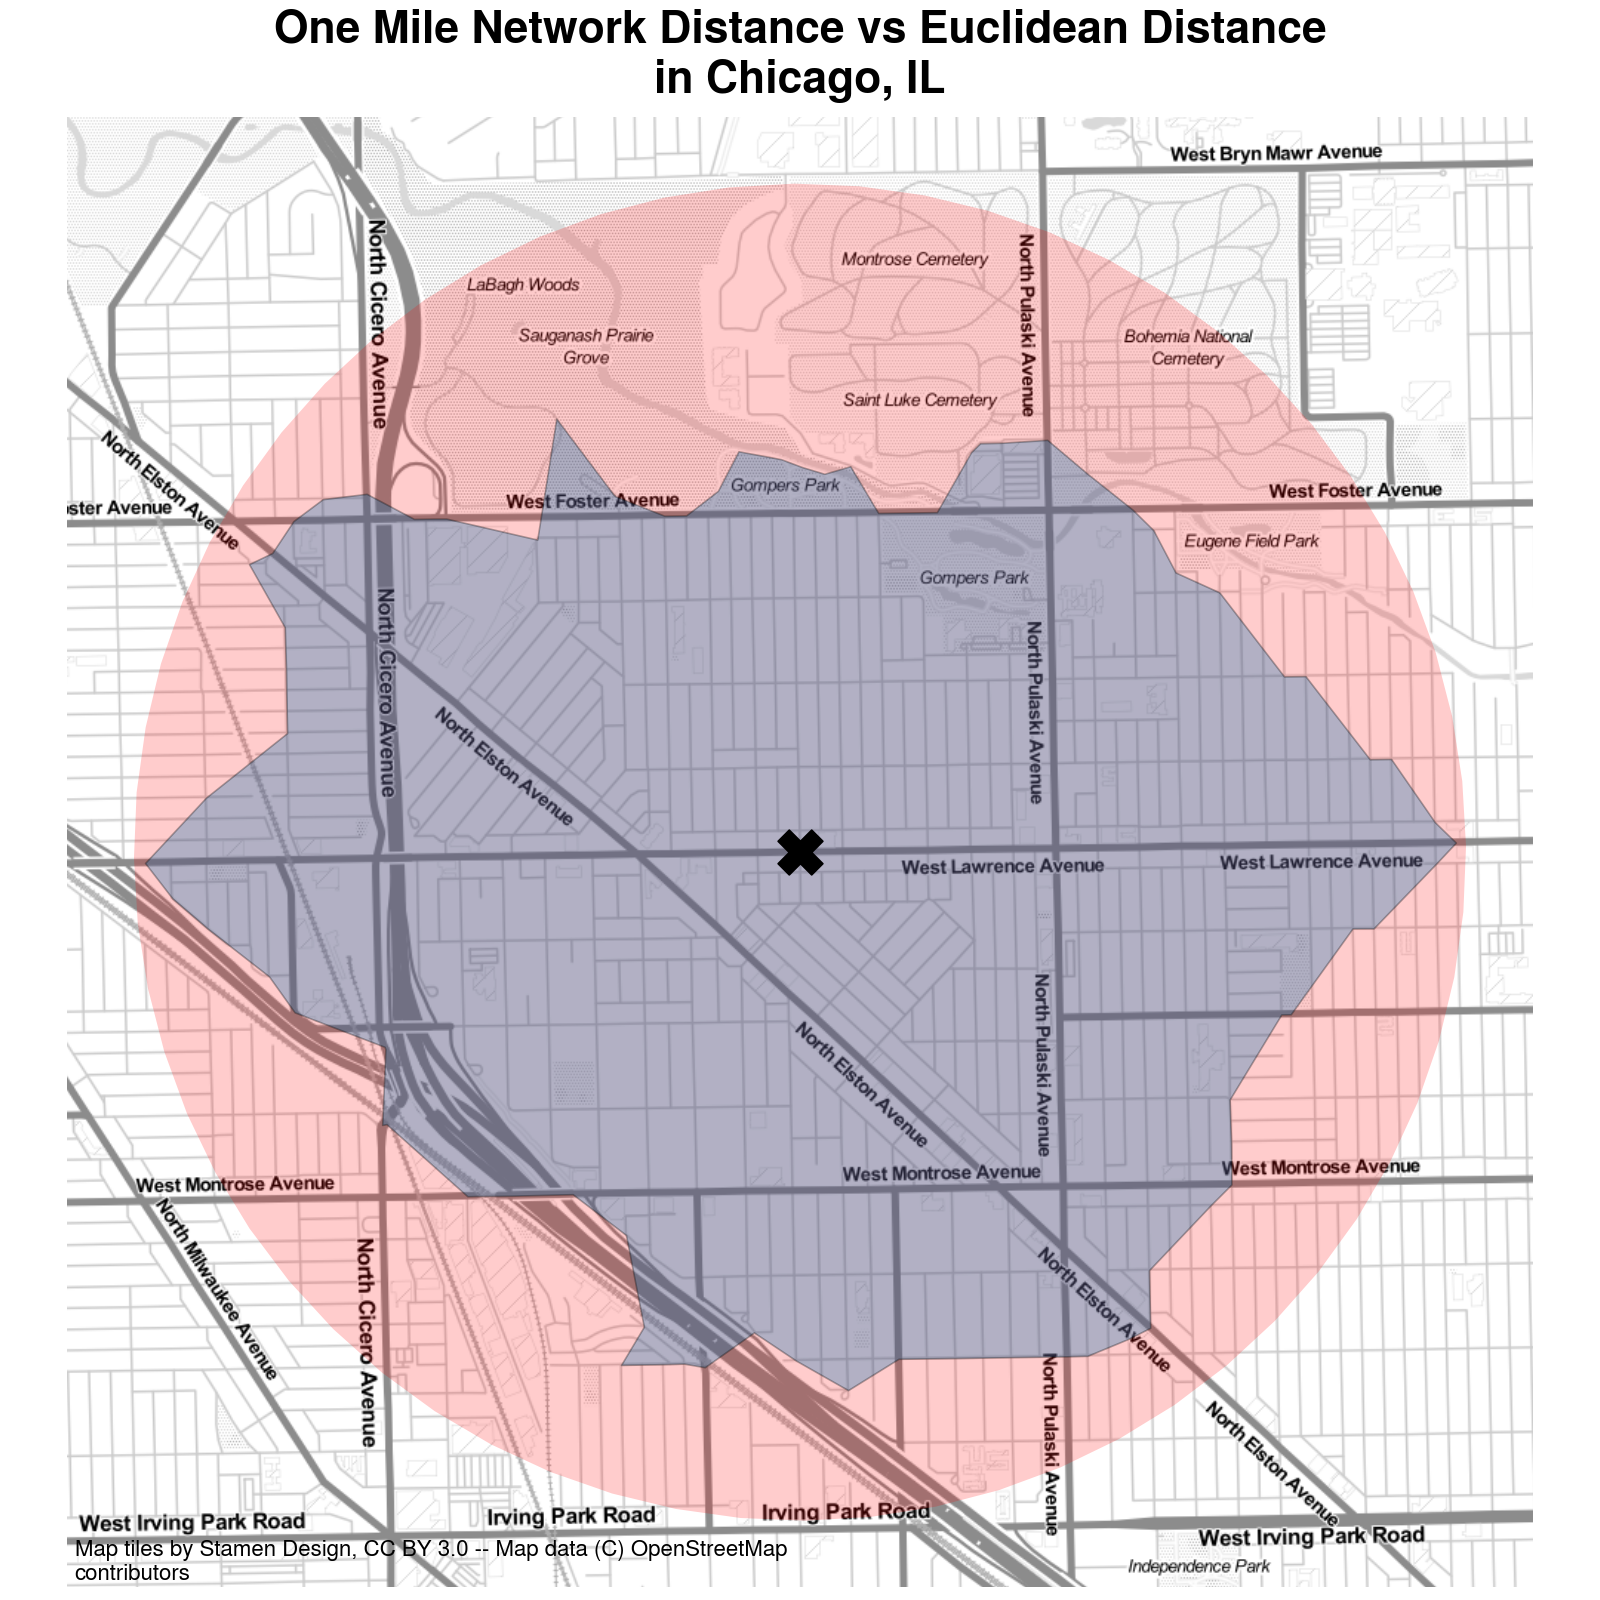 One Mile Network Distance vs Euclidean Distance
in Chicago, IL
West Bryn Mawr Avenue
North Cicero Avenue
North Pulaski Avenue
Montrose Cemetery
LaBagh Woods
Sauganash Prairie
Grove
Bohemia National
Cemetery
Saint Luke Cemetery
North Elston Avenue
Gompers Park
West Foster Avenue
West Foster Avenue
oster Avenue
Eugene Field Park
Gompers Park
North Cicero Avenue
North Pulaski Avenue
North Elston Avenue
West Lawrence Avenue
West Lawrence Avenue
North Pulaski Avenue
North Elston Avenue
West Montrose Avenue
West Montrose Avenue
West Montrose Avenue
North Milwaukee Avenue
North Cicero Avenue
North Elston Avenue
North Pulaski Avenue
North Elston Avenue
West Irving Park Road
Irving Park Road
Irving Park Road
West Irving Park Road
Map tiles by Stamen Design, CC BY 3.0 -- Map data (C) OpenStreetMap
contributors
Independence Park